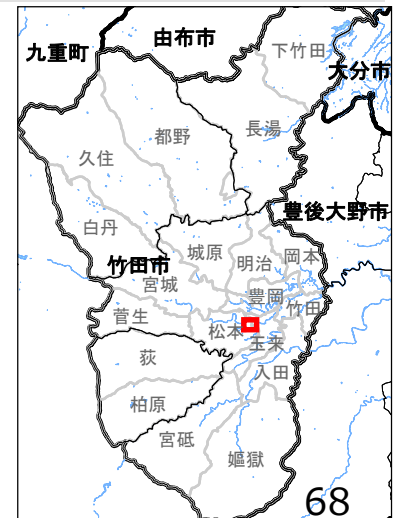 由布市
九重町
下竹田
大分市
都野
長湯
久住
豊後大野市
白丹
城原
岡本
明治
竹田市
宮城
豊岡
竹田
菅生
松本
玉来
荻
入田
柏原
宮砥
嫗獄
68